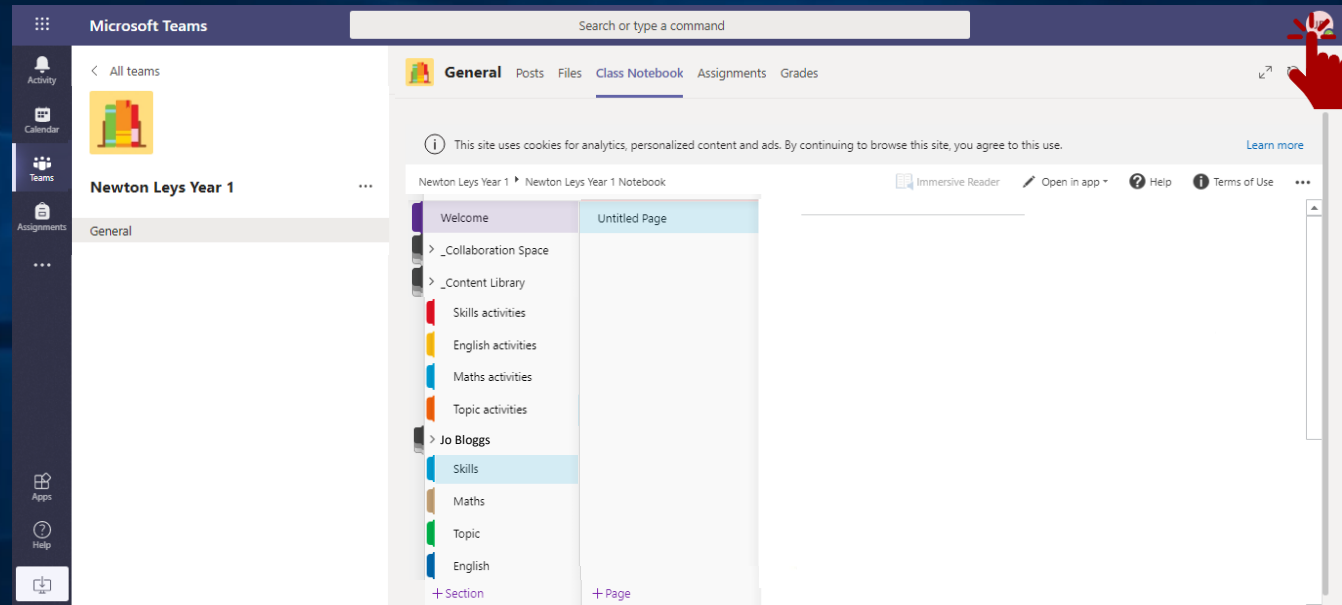 Microsoft Teams
Search or type a command
Activity
Calendar
Teams
Assignments
Apps
Help
All teams
Newton Leys Year 1
General
General Posts Files Class Notebook Assignments Grades
This site uses cookies for analytics, personalized content and ads. By continuing to browse this site, you agree to this use. Learn more
Newton Leys Year 1 Newton Leys Year 1 Notebook Immersive Reader Open in app Help Terms of Use
Welcome
_Collaboration Space
_Content Library
Skills activities
English activities
Maths activities
Topic activities
Jo Bloggs
Skills
Maths
Topic
English
+ Section
Untitled Page
+ Page